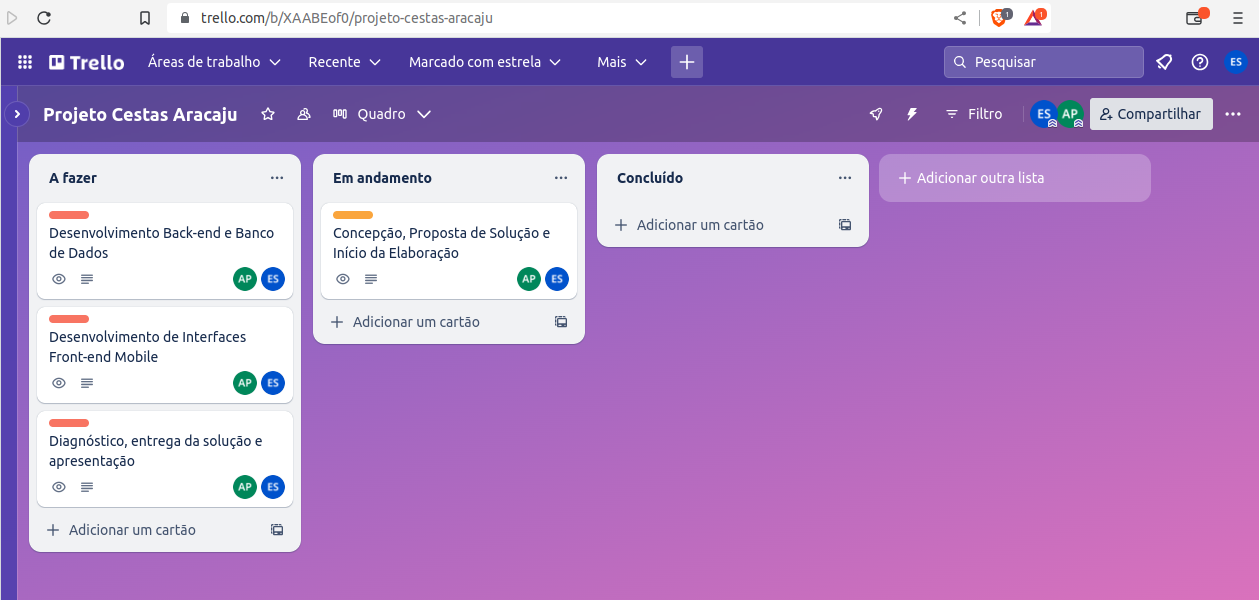 trello.com/b/XAABEof0/projeto-cestas-aracaju
1
1
Trello
Áreas de trabalho
Recente
Marcado com estrela
Mais
Pesquisar
ES
Projeto Cestas Aracaju
Quadro
Filtro
ES
AP
Compartilhar
A fazer
Desenvolvimento Back-end e Banco
de Dados
AP
ES
Desenvolvimento de Interfaces
Front-end Mobile
AP
ES
Diagnóstico, entrega da solução e
apresentação
AP
ES
Adicionar um cartão
Em andamento
Concepção, Proposta de Solução e
Início da Elaboração
AP
ES
Adicionar um cartão
Concluído
Adicionar um cartão
Adicionar outra lista